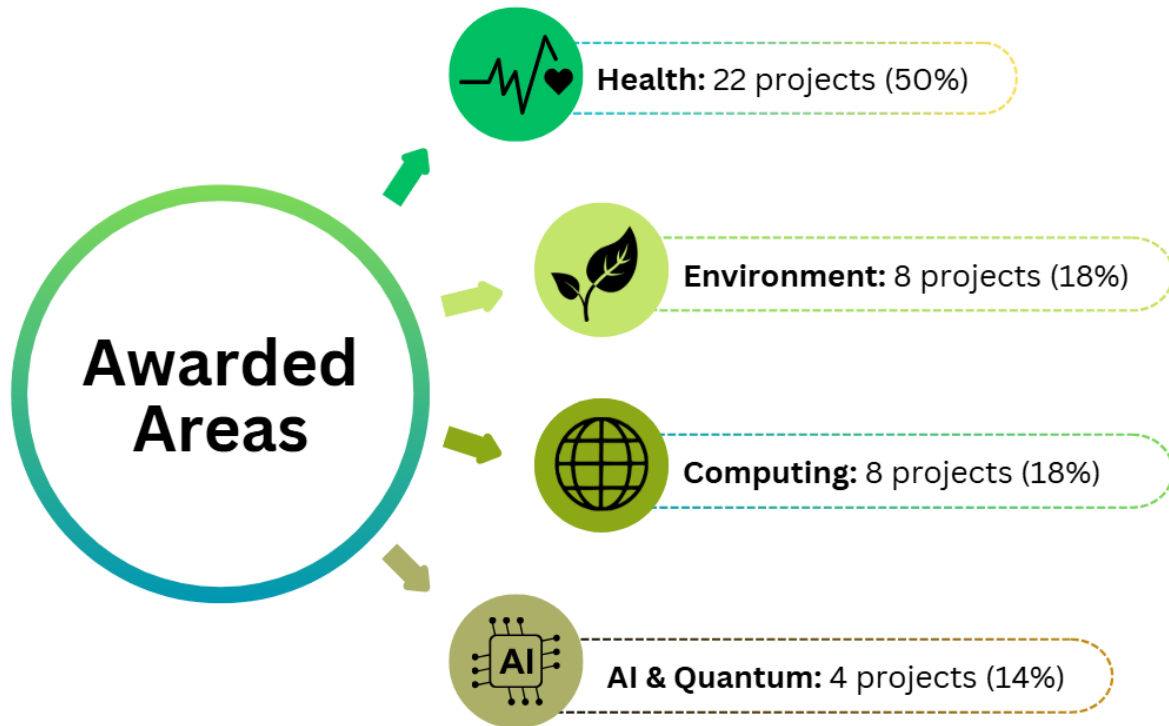 Awarded
Areas
Health: 22 projects (50%)
Environment: 8 projects (18%)
Computing: 8 projects (18%)
AI
AI & Quantum: 4 projects (14%)